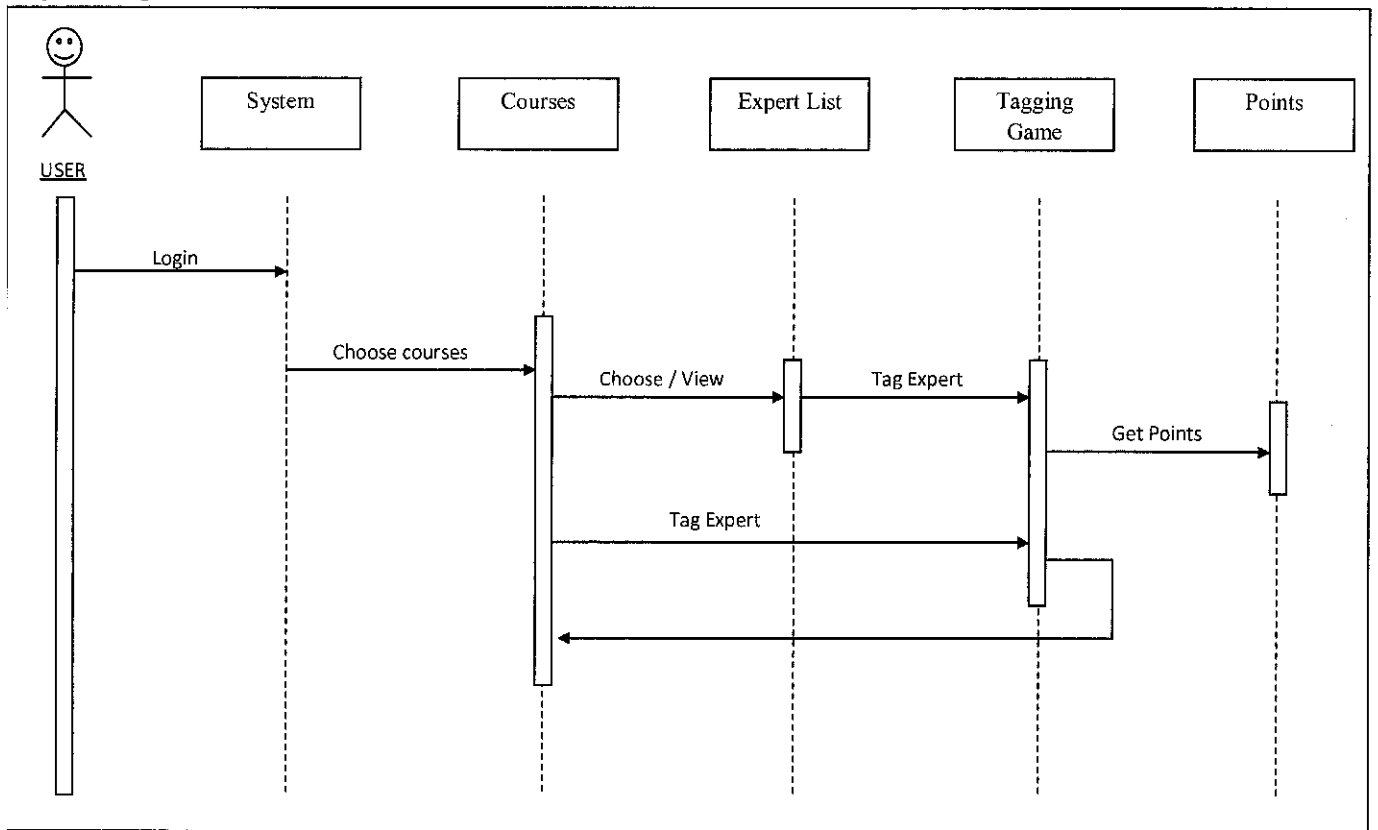 System
Courses
Expert List
Tagging
Game
Points
USER
Login
Choose courses
Choose / View
Tag Expert
Get Points
Tag Expert